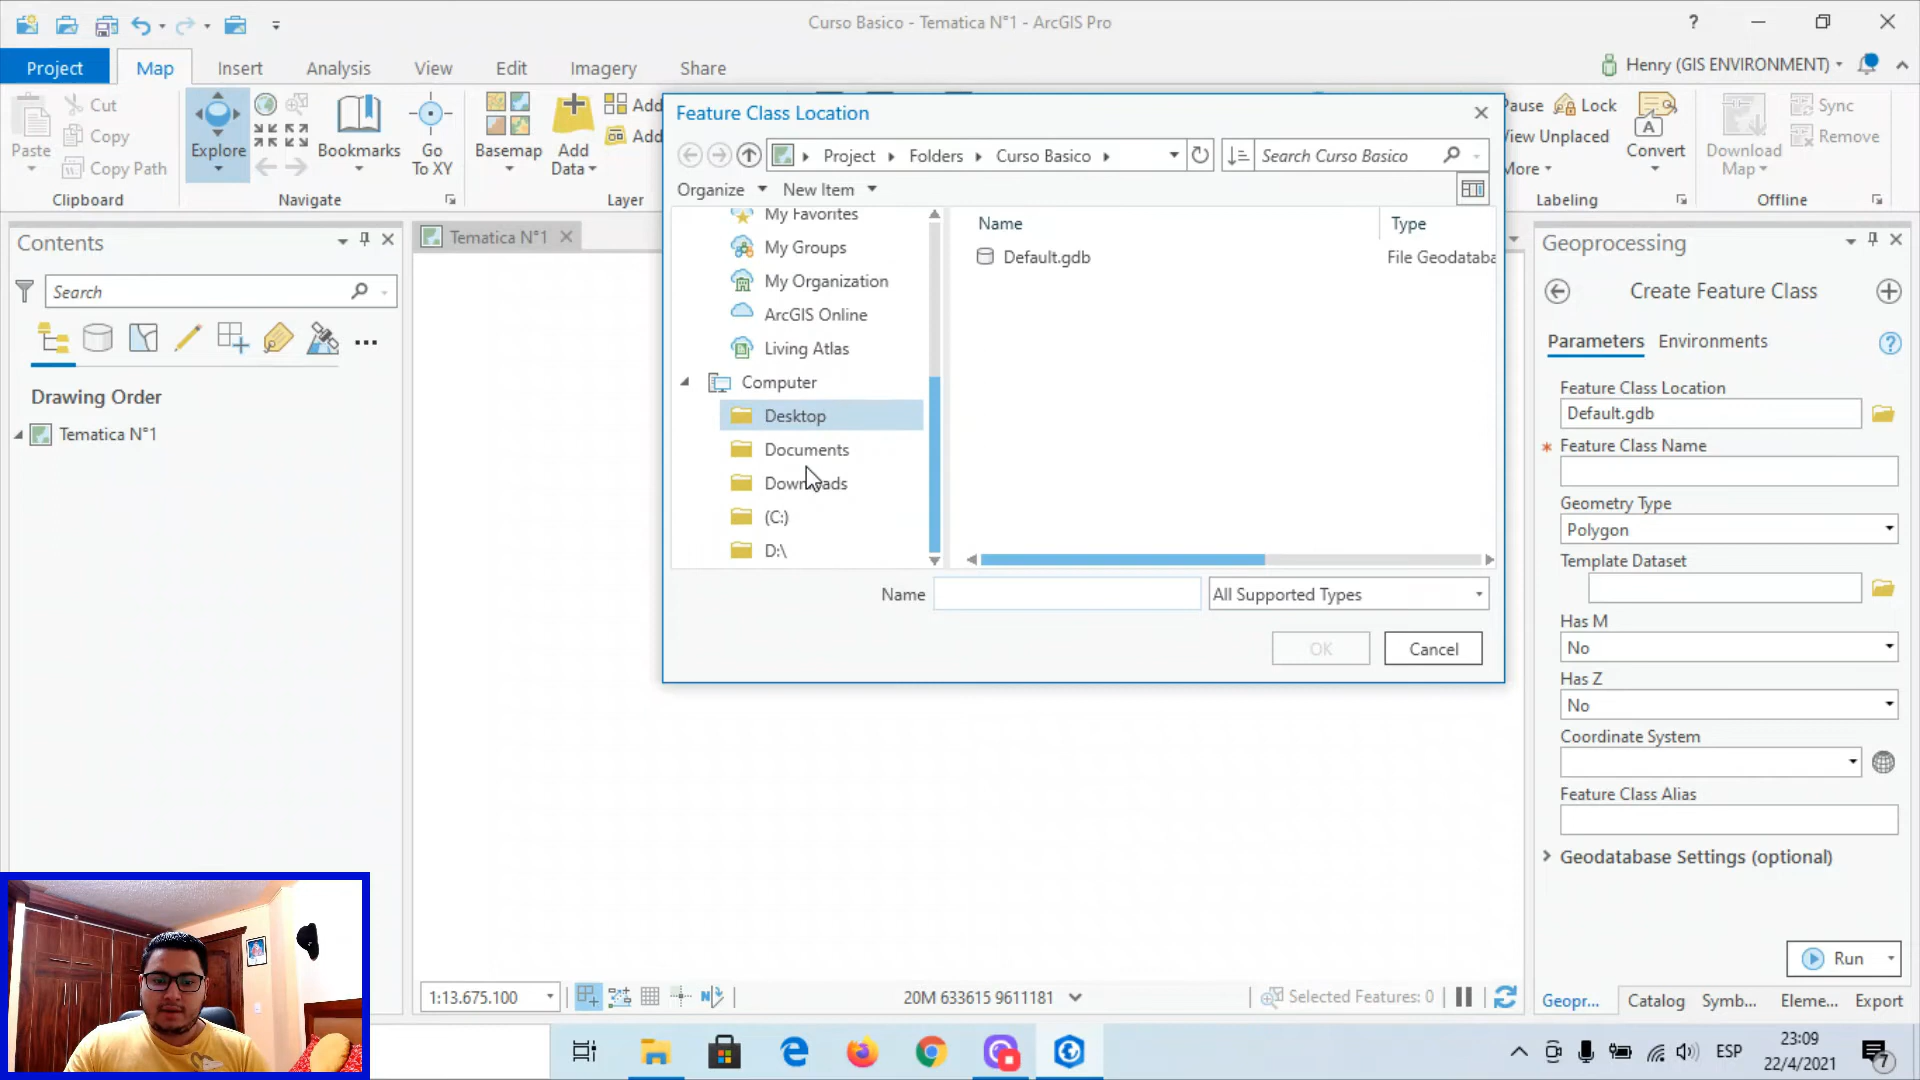 Curso Basico - Tematica N°1 - ArcGIS Pro
?
Project
Map
Insert
Analysis
View
Edit
Imagery
Share
Henry (GIS ENVIRONMENT)
Paste
Cut
Copy
Copy Path
Clipboard
Explore
Bookmarks
Go
To XY
Navigate
Basemap
Add
Data
Add
Add
Layer
Pause
Lock
View Unplaced
More
Convert
Labeling
Download
Map
Sync
Remove
Offline
Contents
Search
Drawing Order
Tematica N°1
Tematica N°1
Feature Class Location
Project
Folders
Curso Basico
Search Curso Basico
Organize
New Item
My Favorites
My Groups
My Organization
ArcGIS Online
Living Atlas
Computer
Desktop
Documents
Downloads
(C:)
D:\
Name
Type
Default.gdb
File Geodataba
Name
All Supported Types
OK
Cancel
Geoprocessing
Create Feature Class
Parameters
Environments
?
Feature Class Location
Default.gdb
* Feature Class Name
Geometry Type
Polygon
Template Dataset
Has M
No
Has Z
No
Coordinate System
Feature Class Alias
Geodatabase Settings (optional)
Run
1:13.675.100
20M 633615 9611181
Selected Features: 0
Geopr...
Catalog
Symb...
Eleme...
Export
ESP
23:09
22/4/2021
7